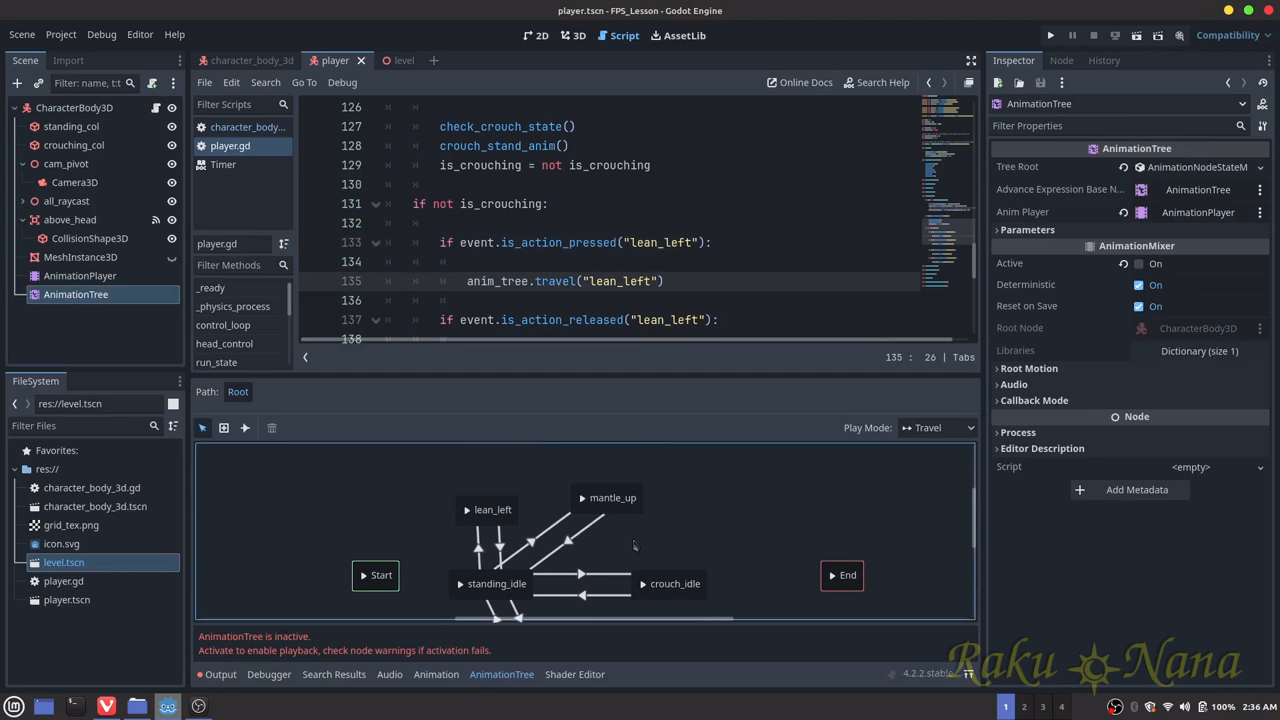 player.tscn - FPS_Lesson - Godot Engine
Scene Project Debug Editor Help
2D 3D Script AssetLib
Compatibility
Scene Import
Filter: name, t:t
CharacterBody3D
standing_col
crouching_col
cam_pivot
Camera3D
all_raycast
above_head
CollisionShape3D
MeshInstance3D
AnimationPlayer
AnimationTree
FileSystem
res://level.tscn
Filter Files
Favorites:
res://
character_body_3d.gd
character_body_3d.tscn
grid_tex.png
icon.svg
level.tscn
player.gd
player.tscn
character_body_3d player level
File Edit Search Go To Debug
Online Docs Search Help
Filter Scripts
character_body...
player.gd
Timer
player.gd
Filter Methods
_ready
_physics_process
control_loop
head_control
run_state
126
127 check_crouch_state()
128 crouch_stand_anim()
129 is_crouching = not is_crouching
130
131 if not is_crouching:
132
133 if event.is_action_pressed("lean_left"):
134
135 anim_tree.travel("lean_left")
136
137 if event.is_action_released("lean_left"):
138
135 : 26 | Tabs
Path: Root
Play Mode: Travel
lean_left
mantle_up
Start
standing_idle
crouch_idle
End
AnimationTree is inactive.
Activate to enable playback, check node warnings if activation fails.
Output Debugger Search Results Audio Animation AnimationTree Shader Editor
4.2.2.stable
Inspector Node History
AnimationTree
Filter Properties
AnimationTree
Tree Root AnimationNodeStateM
Advance Expression Base N... AnimationTree
Anim Player AnimationPlayer
Parameters
AnimationMixer
Active On
Deterministic On
Reset on Save On
Root Node CharacterBody3D
Libraries Dictionary (size 1)
Root Motion
Audio
Callback Mode
Node
Process
Editor Description
Script <empty>
Add Metadata
Raku Nana
1 2 3 4
100% 2:36 AM